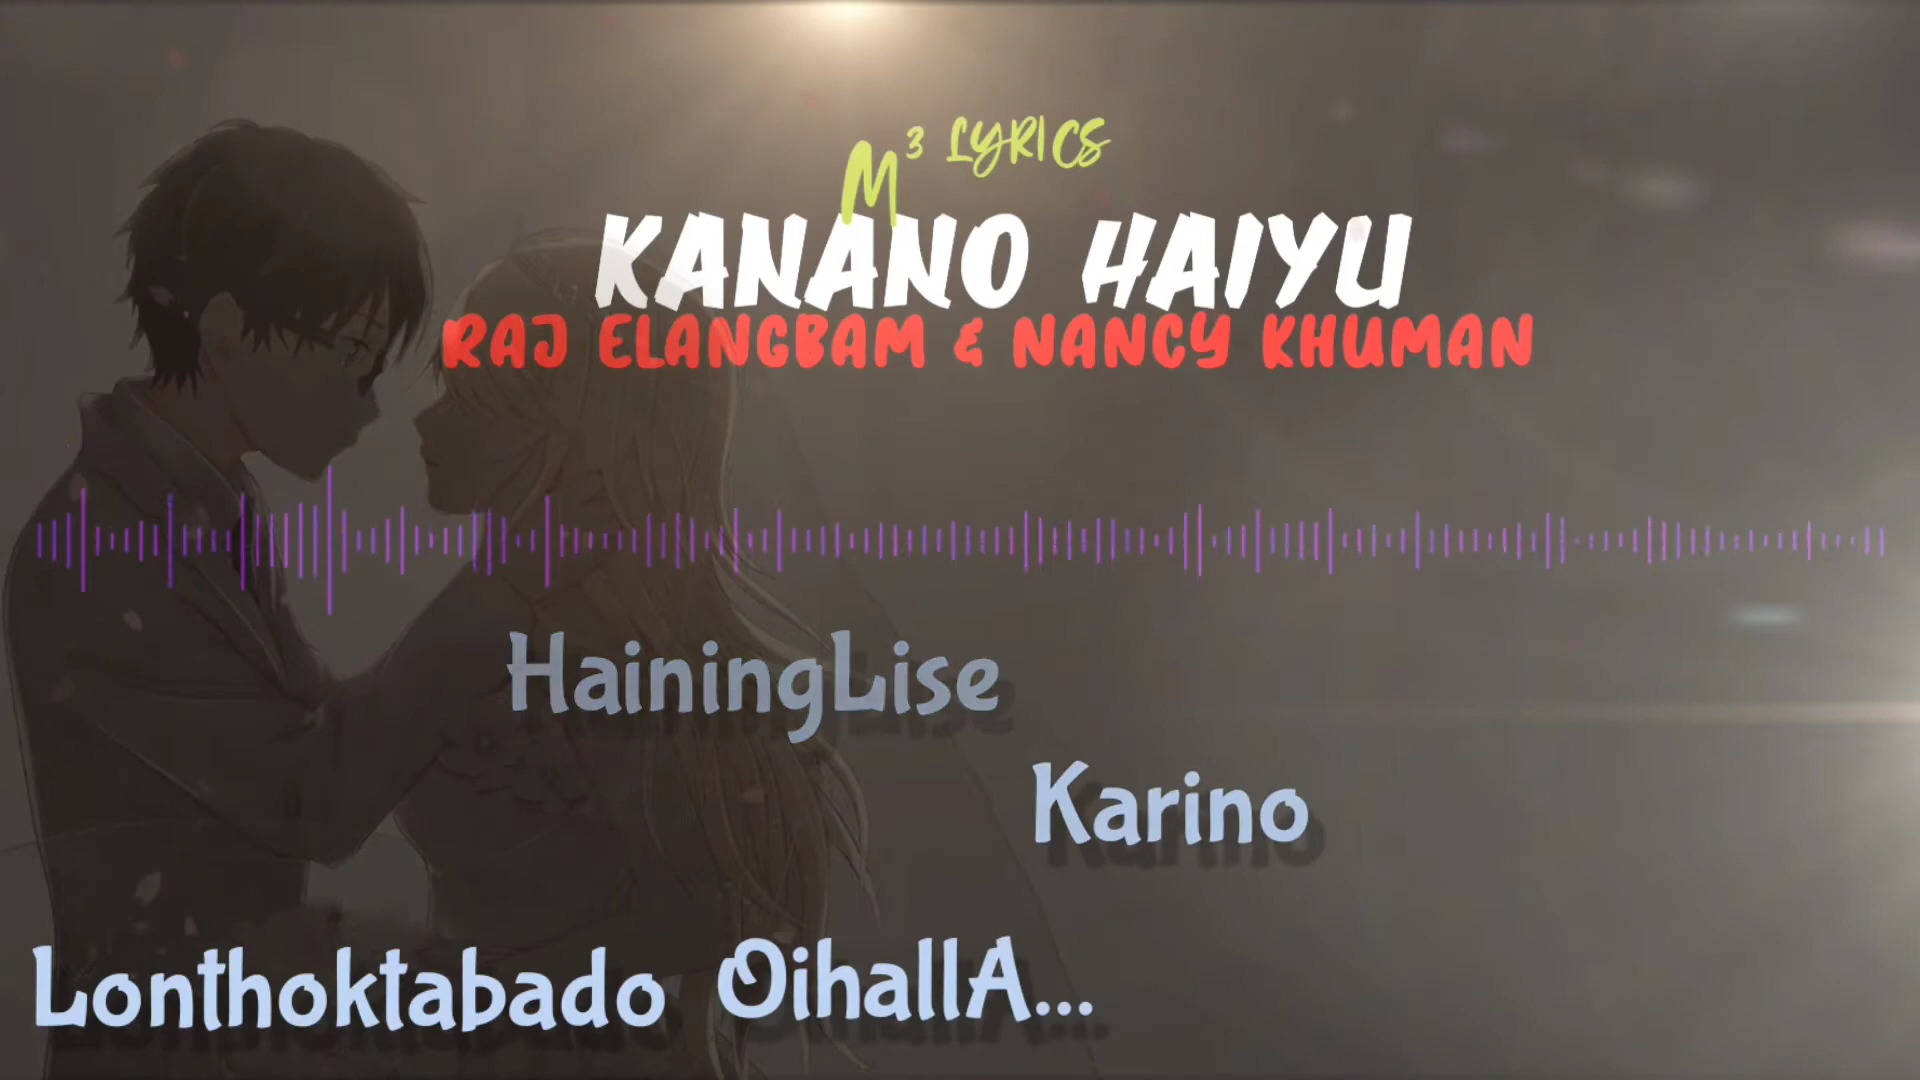 M³ LYRICS
KANANO HAIYU
RAJ ELANGBAM & NANCY KHUMAN
HainingLise
Karino
Lonthoktabado OihallA...